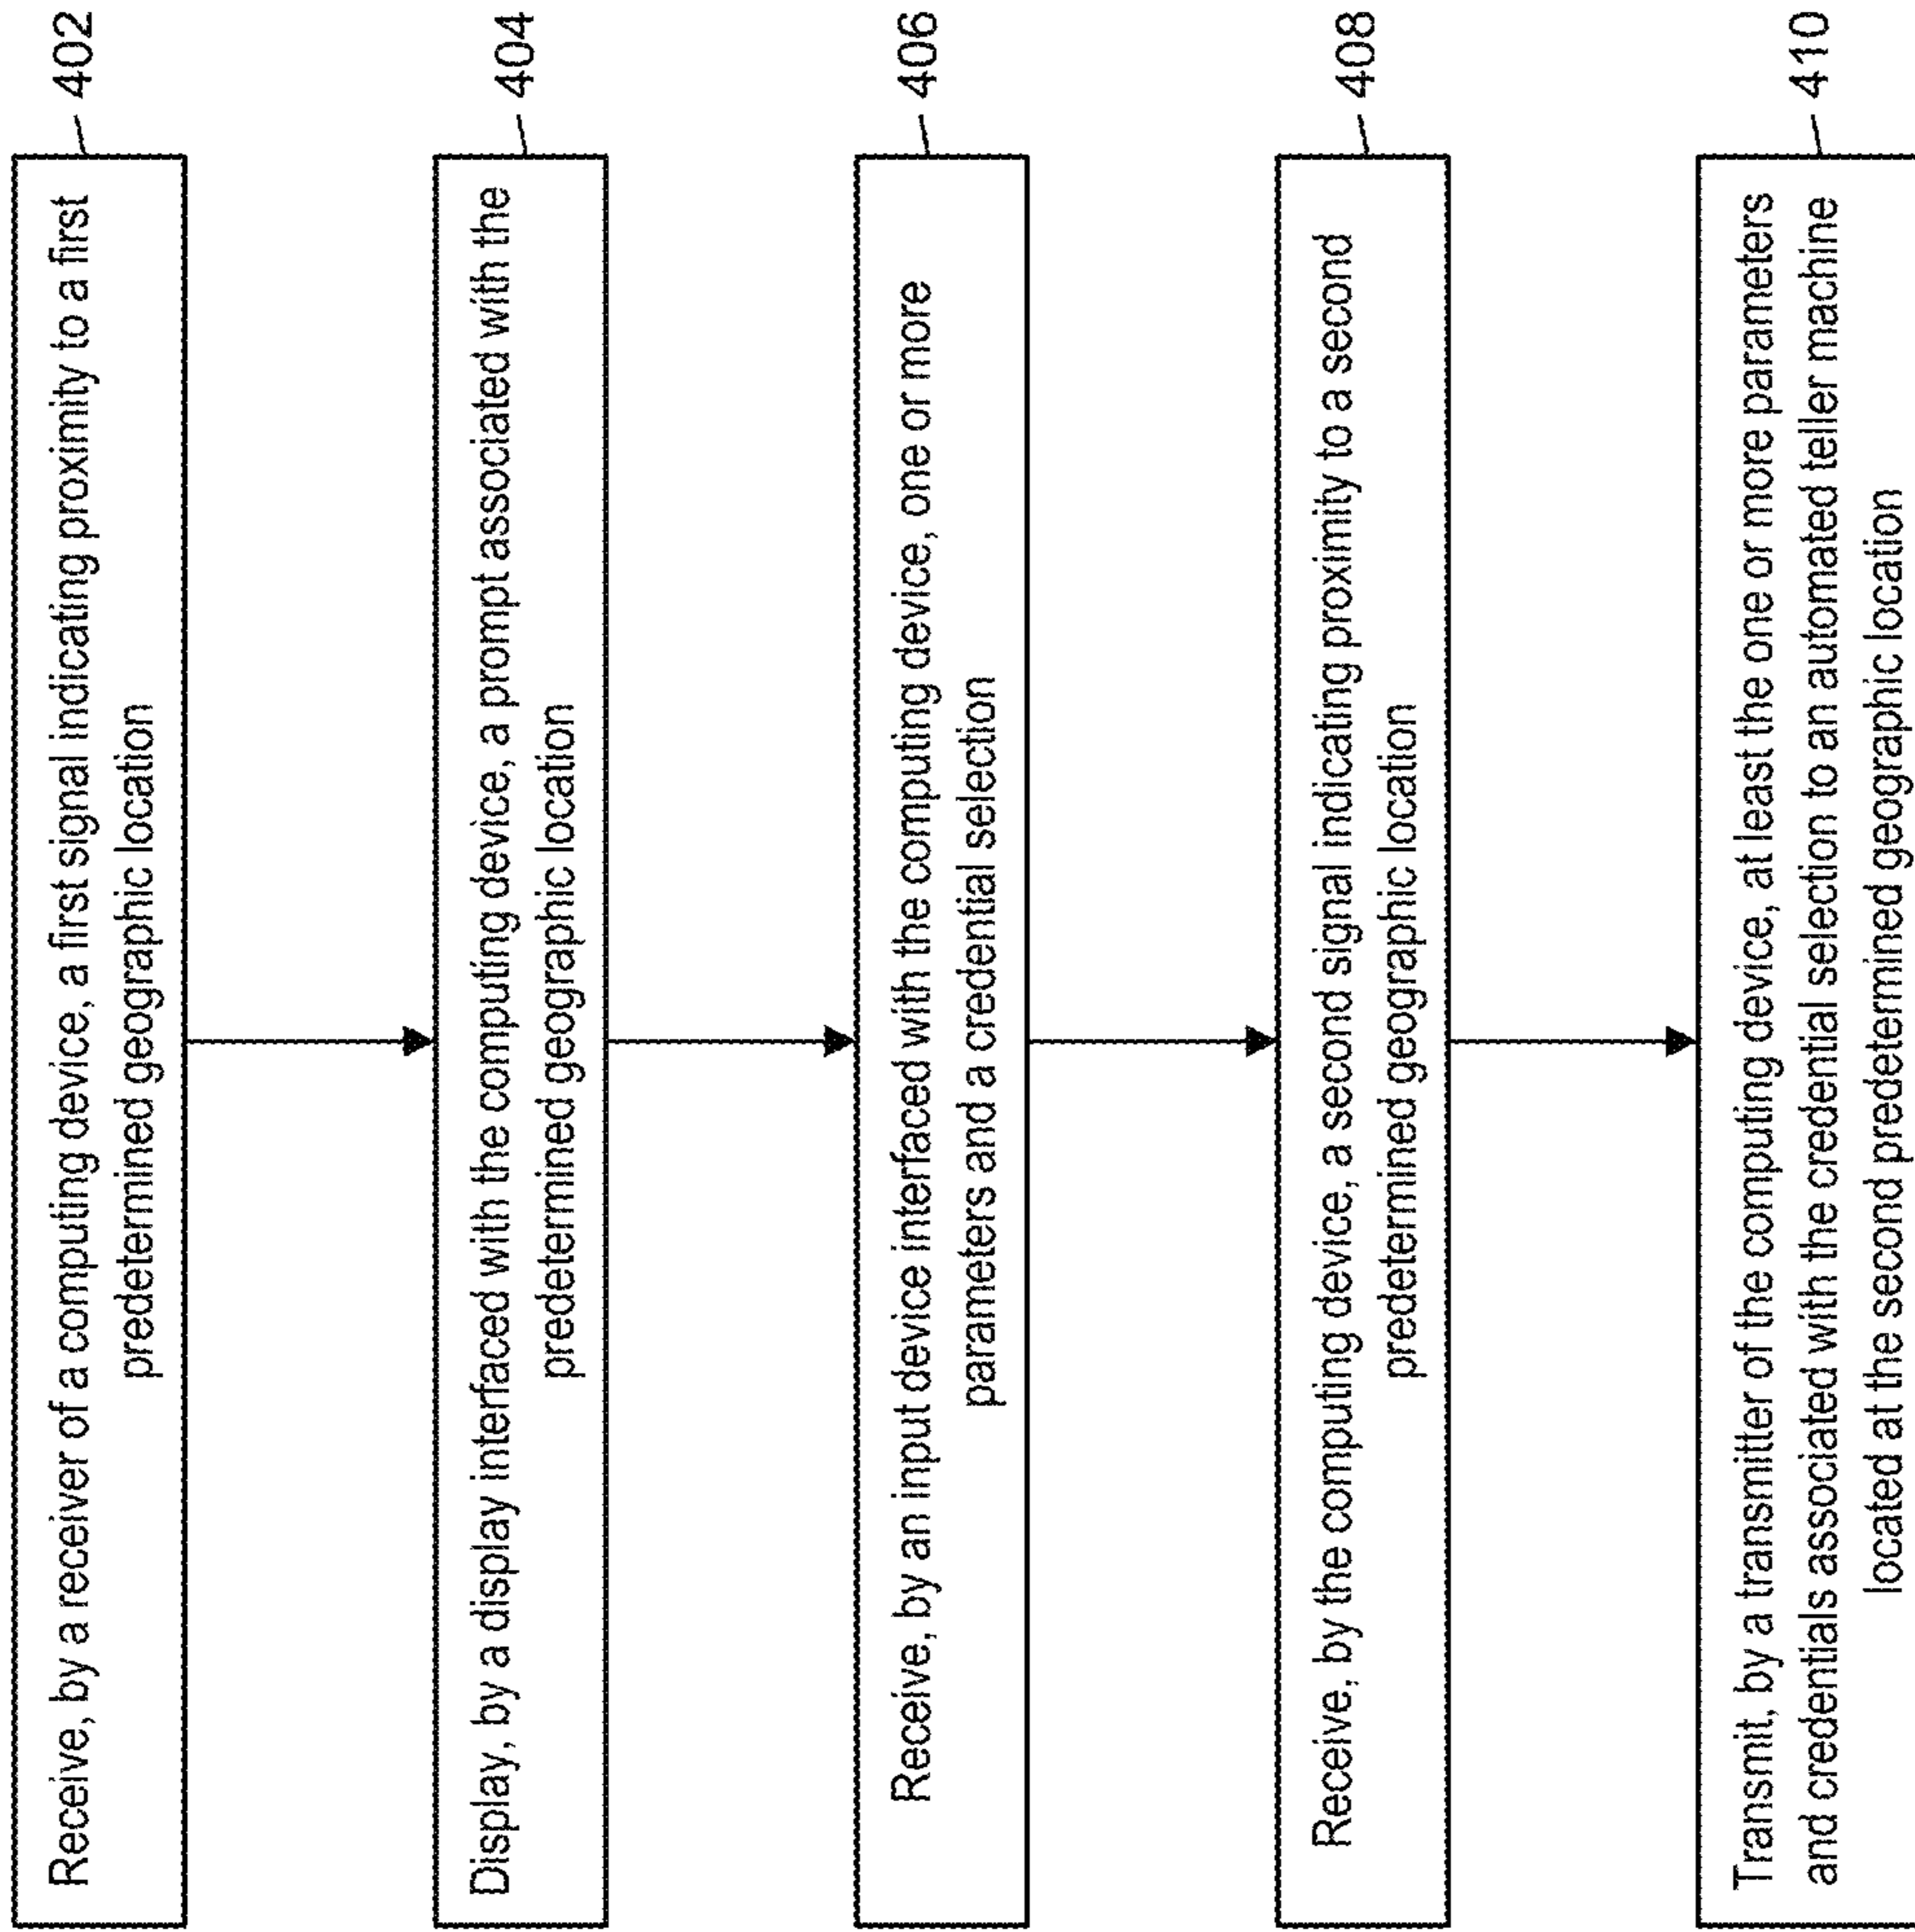 Receive, by a receiver of a computing device, a first signal indicating proximity to a first
predetermined geographic location
402
Display, by a display interfaced with the computing device, a prompt associated with the
predetermined geographic location
404
Receive, by an input device interfaced with the computing device, one or more
parameters and a credential selection
406
Receive, by the computing device, a second signal indicating proximity to a second
predetermined geographic location
408
Transmit, by a transmitter of the computing device, at least the one or more parameters
and credentials associated with the credential selection to an automated teller machine
located at the second predetermined geographic location
410